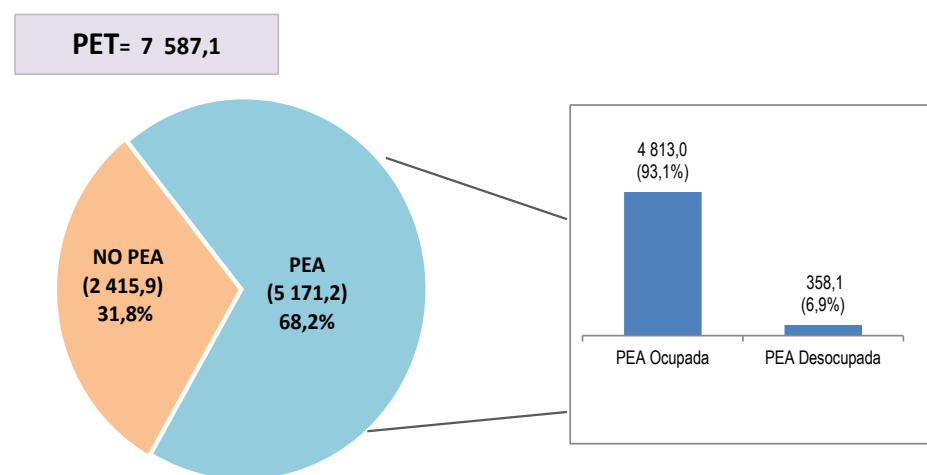 PET= 7 587,1
NO PEA
(2 415,9)
31,8%
PEA
(5 171,2)
68,2%
4 813,0
(93,1%)
358,1
(6,9%)
PEA Ocupada
PEA Desocupada